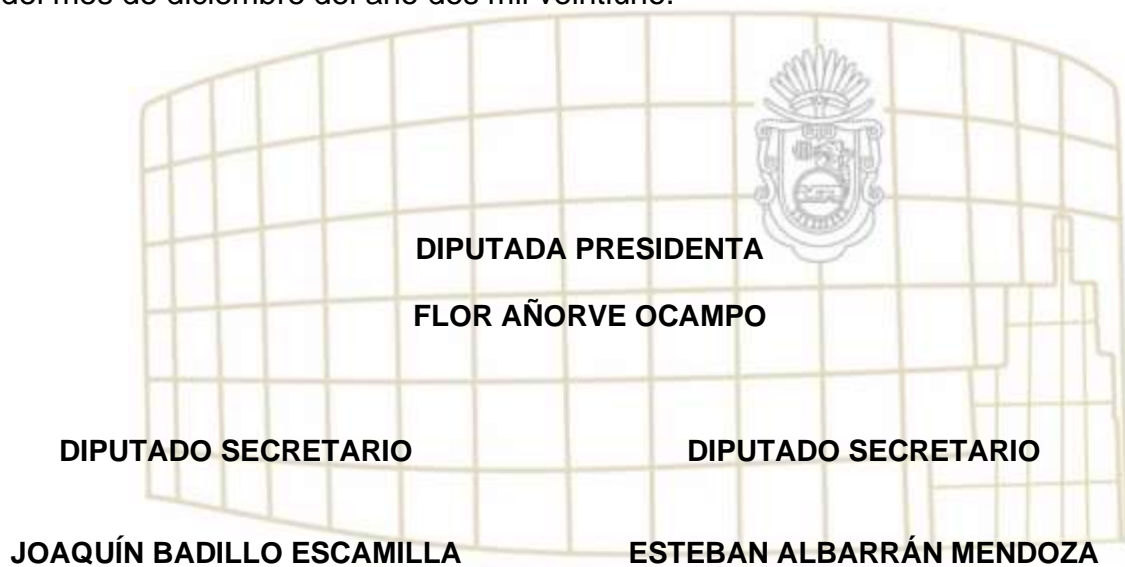 del mes de diciembre del año dos mil veintiuno.
DIPUTADA PRESIDENTA
FLOR AÑORVE OCAMPO
DIPUTADO SECRETARIO DIPUTADO SECRETARIO
JOAQUÍN BADILLO ESCAMILLA ESTEBAN ALBARRÁN MENDOZA